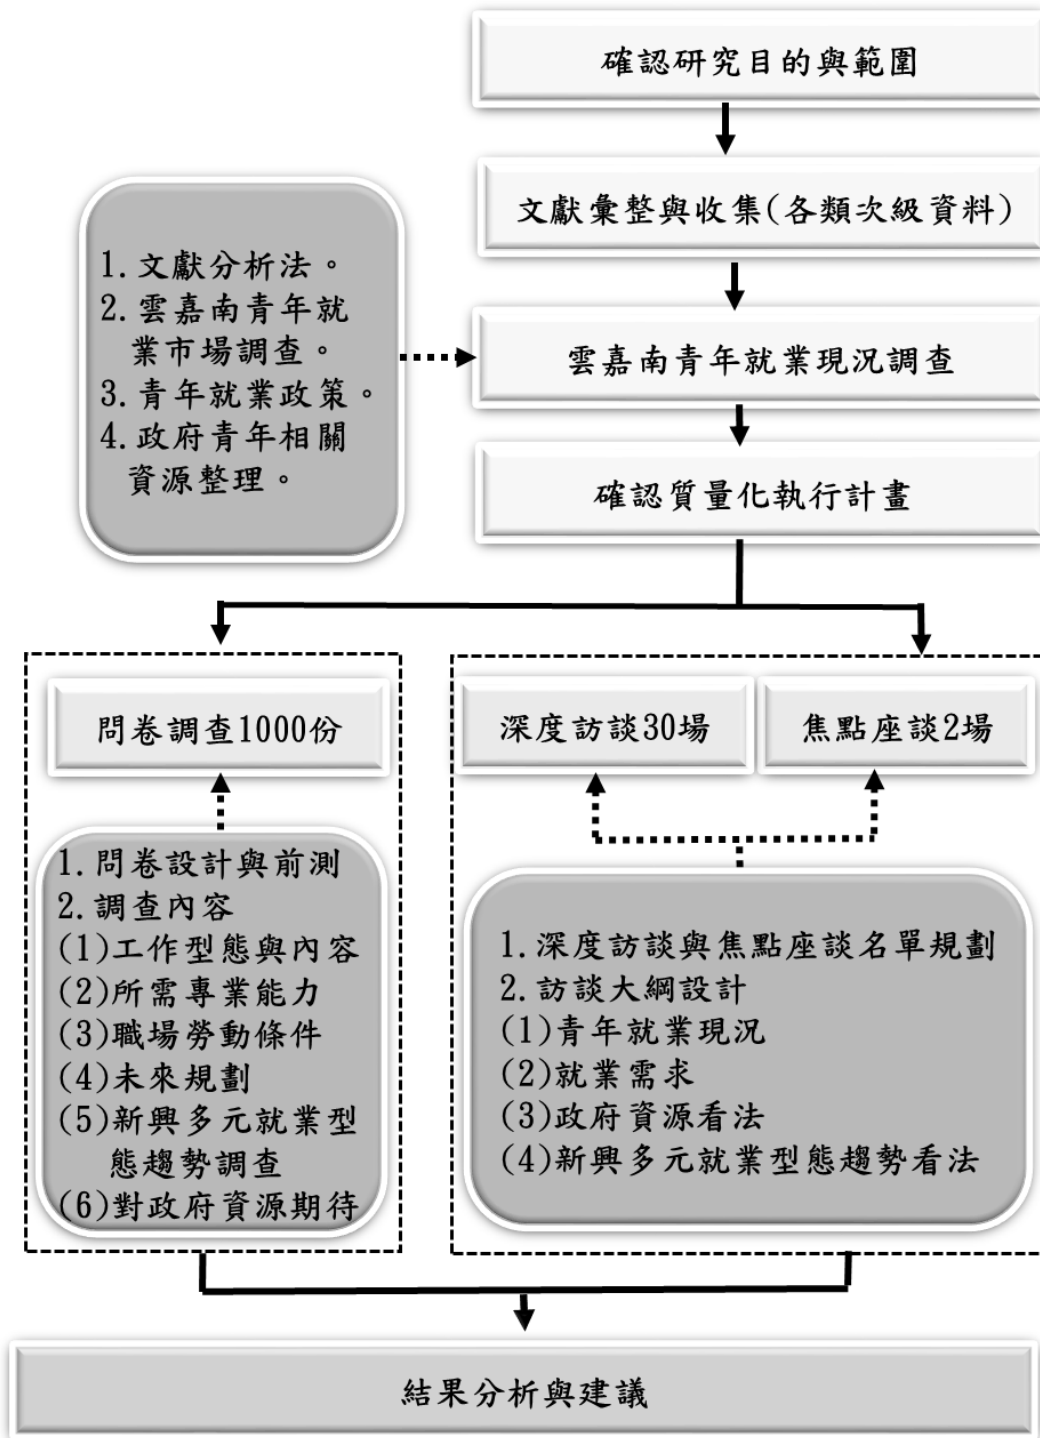 確認研究目的與範圍
文獻彙整與收集(各類次級資料)
1.文獻分析法。
2.雲嘉南青年就
業市場調查。
3.青年就業政策。
4.政府青年相關
資源整理。
雲嘉南青年就業現況調查
確認質量化執行計畫
問卷調查1000份
深度訪談30場
焦點座談2場
1.問卷設計與前測
2.調查內容
(1)工作型態與內容
(2)所需專業能力
(3)職場勞動條件
(4)未來規劃
(5)新興多元就業型
態趨勢調查
(6)對政府資源期待
1.深度訪談與焦點座談名單規劃
2.訪談大綱設計
(1)青年就業現況
(2)就業需求
(3)政府資源看法
(4)新興多元就業型態趨勢看法
結果分析與建議